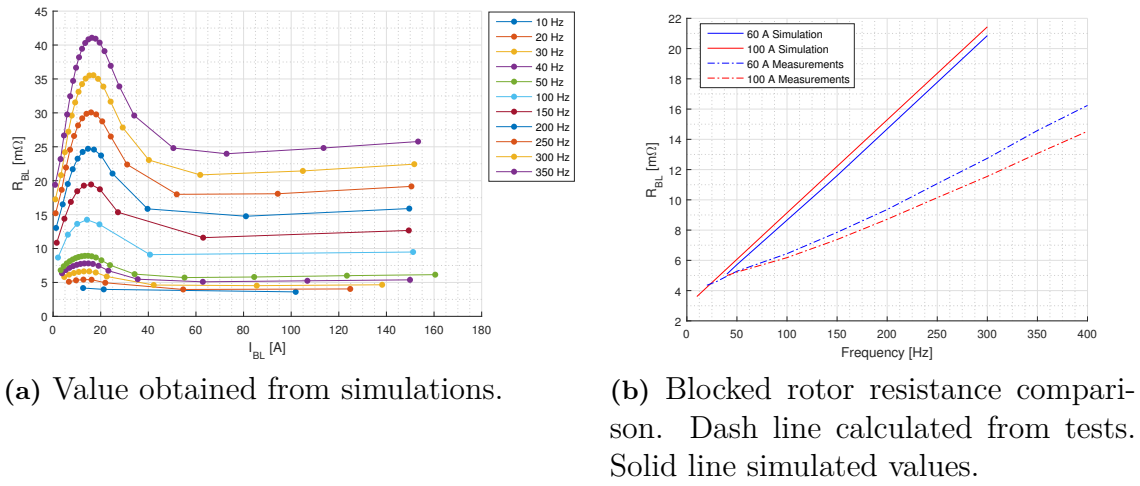 45
40
35
30
25
20
15
10
5
0
R_BL [mΩ]
0 20 40 60 80 100 120 140 160 180
I_BL [A]
10 Hz
20 Hz
30 Hz
40 Hz
50 Hz
100 Hz
150 Hz
200 Hz
250 Hz
300 Hz
350 Hz
(a) Value obtained from simulations.
22
20
18
16
14
12
10
8
6
4
2
R_BL [mΩ]
60 A Simulation
100 A Simulation
60 A Measurements
100 A Measurements
0 50 100 150 200 250 300 350 400
Frequency [Hz]
(b) Blocked rotor resistance compari-
son. Dash line calculated from tests.
Solid line simulated values.